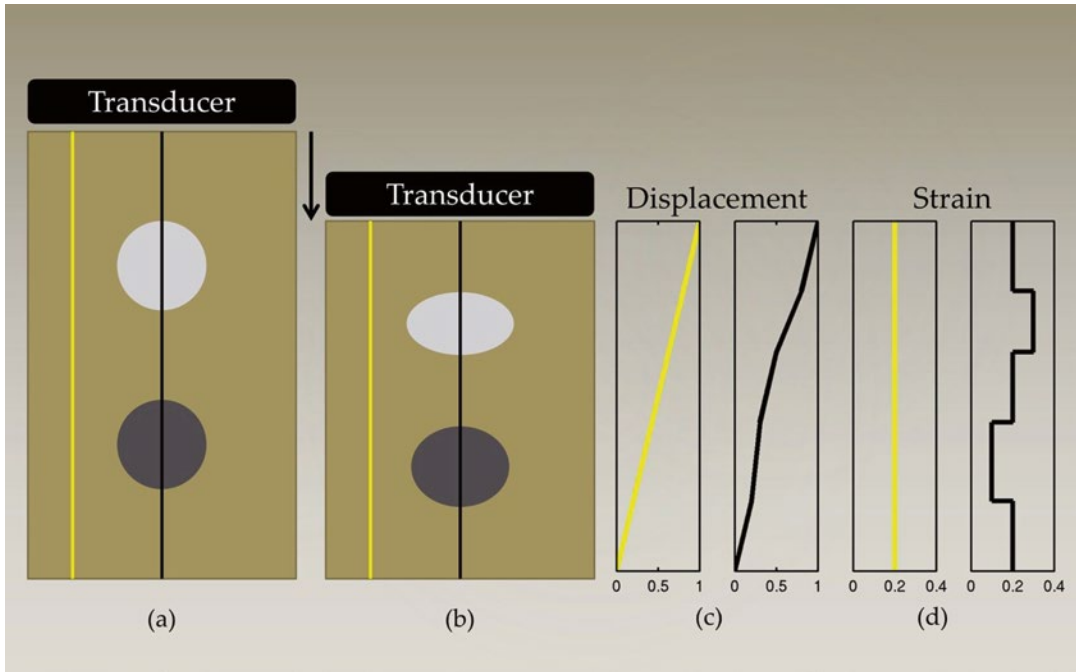 Transducer
Transducer
Displacement
Strain
0 0.5 1
0 0.5 1
0 0.2 0.4
0 0.2 0.4
(a)
(b)
(c)
(d)